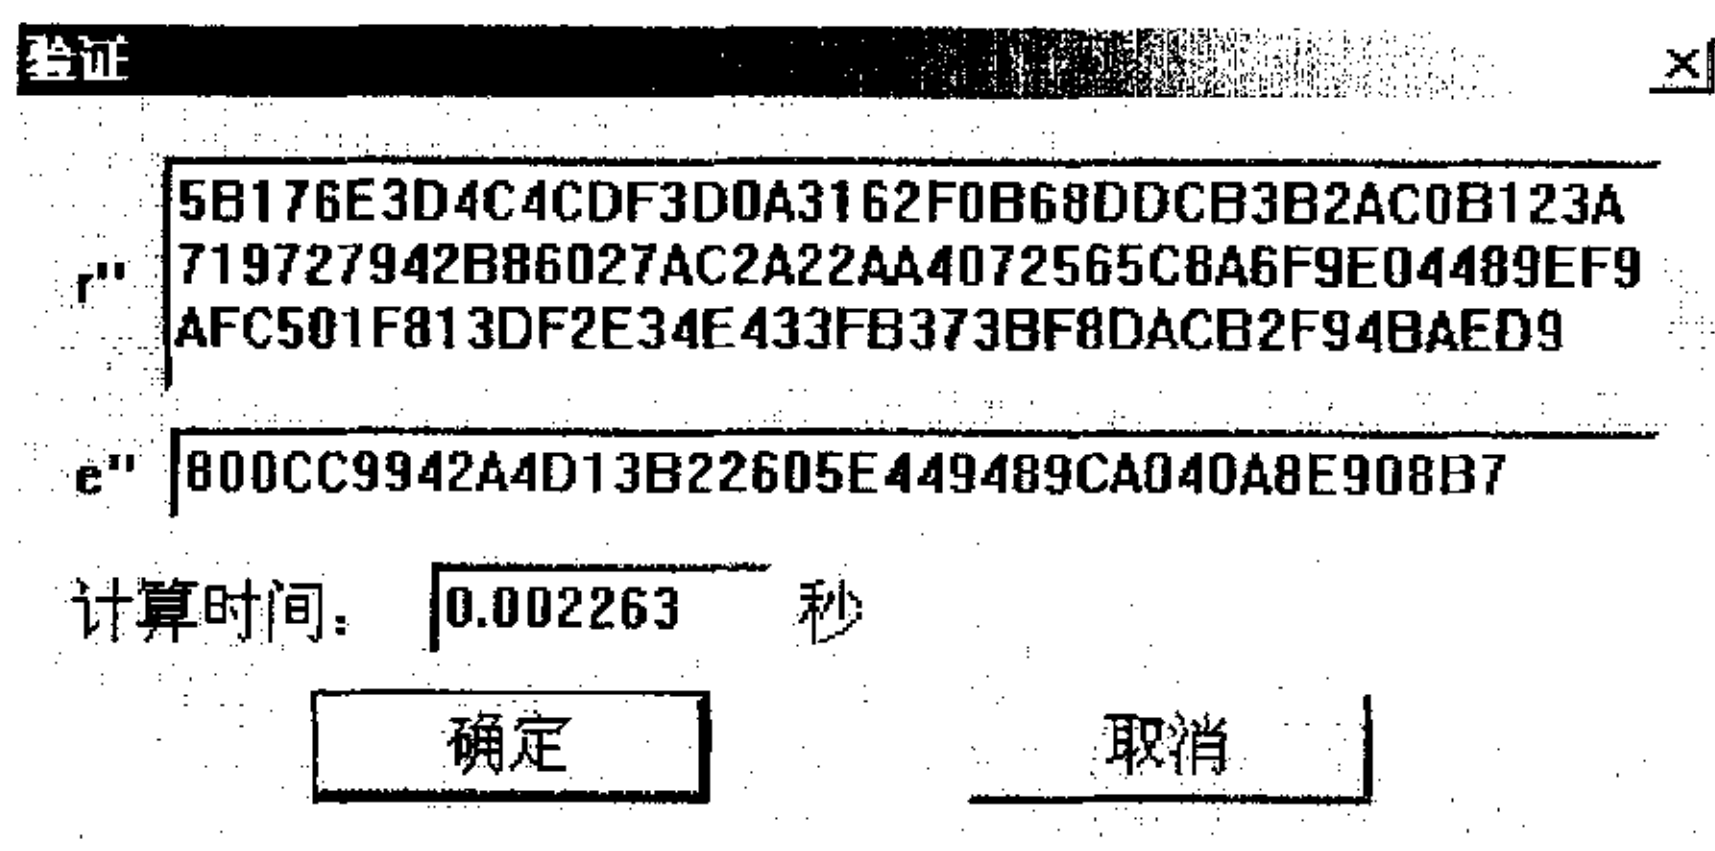 验证
5B176E3D4C4CDF3D0A3162F0B68DDCB3B2AC0B123A
r" 719727942B86027AC2A22AA4072565C8A6F9E04489EF9
AFC501F813DF2E34E433FB373BF8DACB2F94BAED9
e" 800CC9942A4D13B22605E449489CA040A8E908B7
计算时间: 0.002263 秒
确定 取消